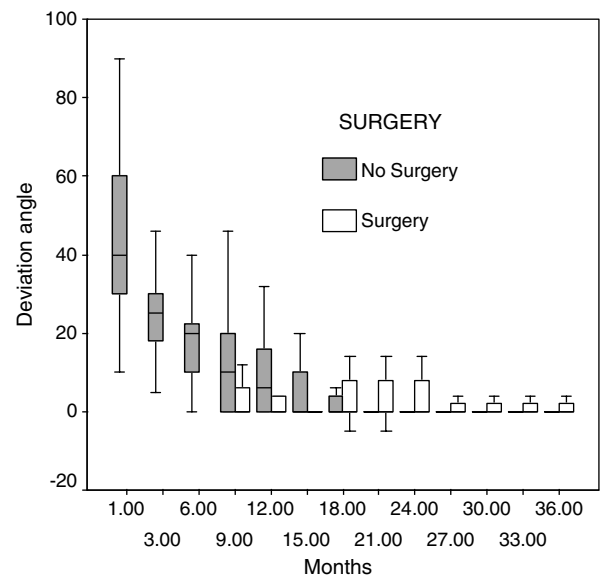 100
80
60
40
20
0
-20
Deviation angle
SURGERY
No Surgery
Surgery
1.00 6.00 12.00 18.00 24.00 30.00 36.00
3.00 9.00 15.00 21.00 27.00 33.00
Months